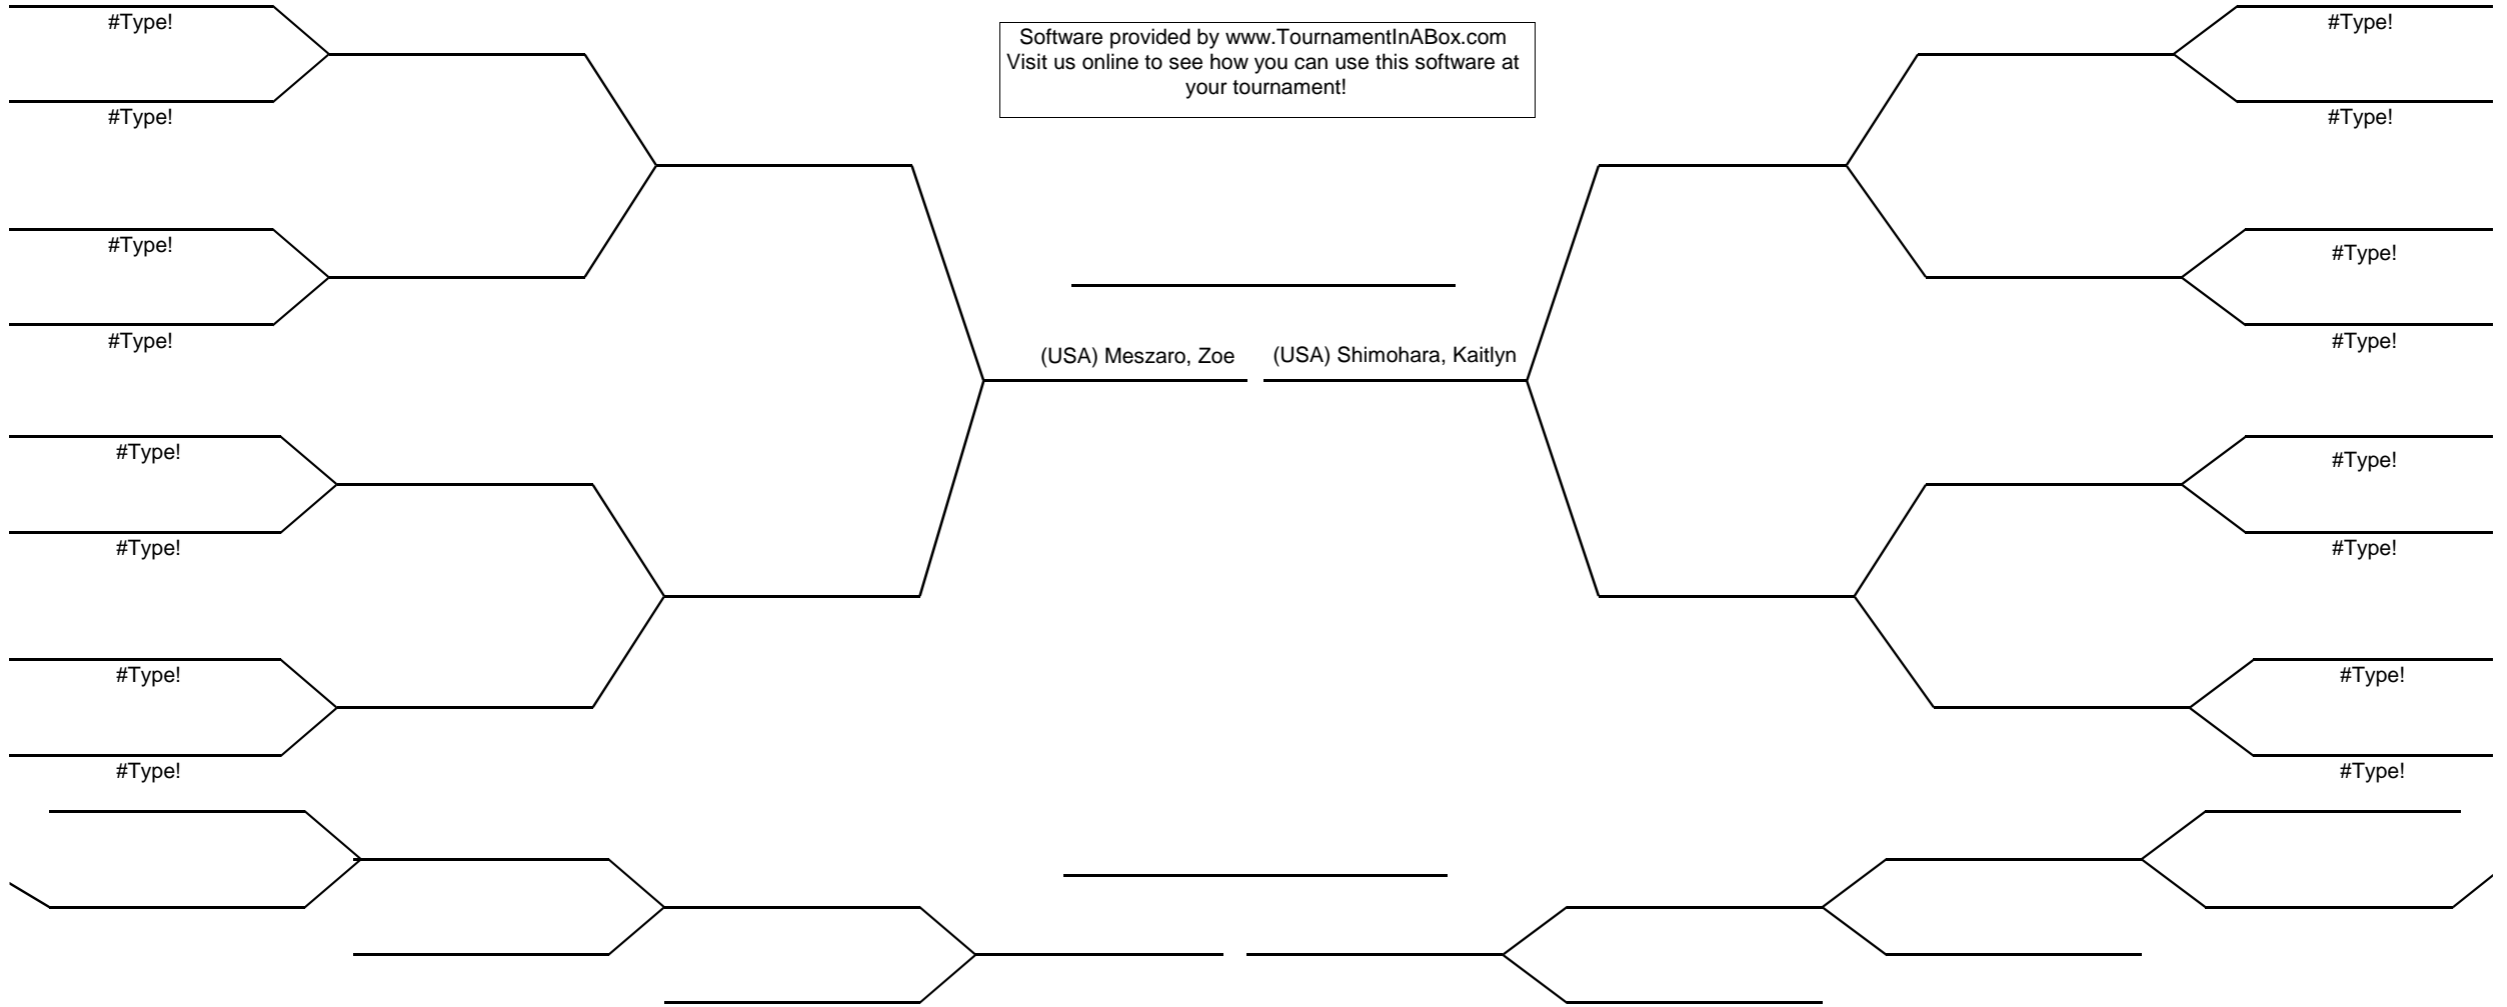 #Type!
Software provided by www.TournamentInABox.com
Visit us online to see how you can use this software at
your tournament!
#Type!
#Type!
#Type!
#Type!
#Type!
#Type!
#Type!
(USA) Meszaro, Zoe
(USA) Shimohara, Kaitlyn
#Type!
#Type!
#Type!
#Type!
#Type!
#Type!
#Type!
#Type!
#Type!